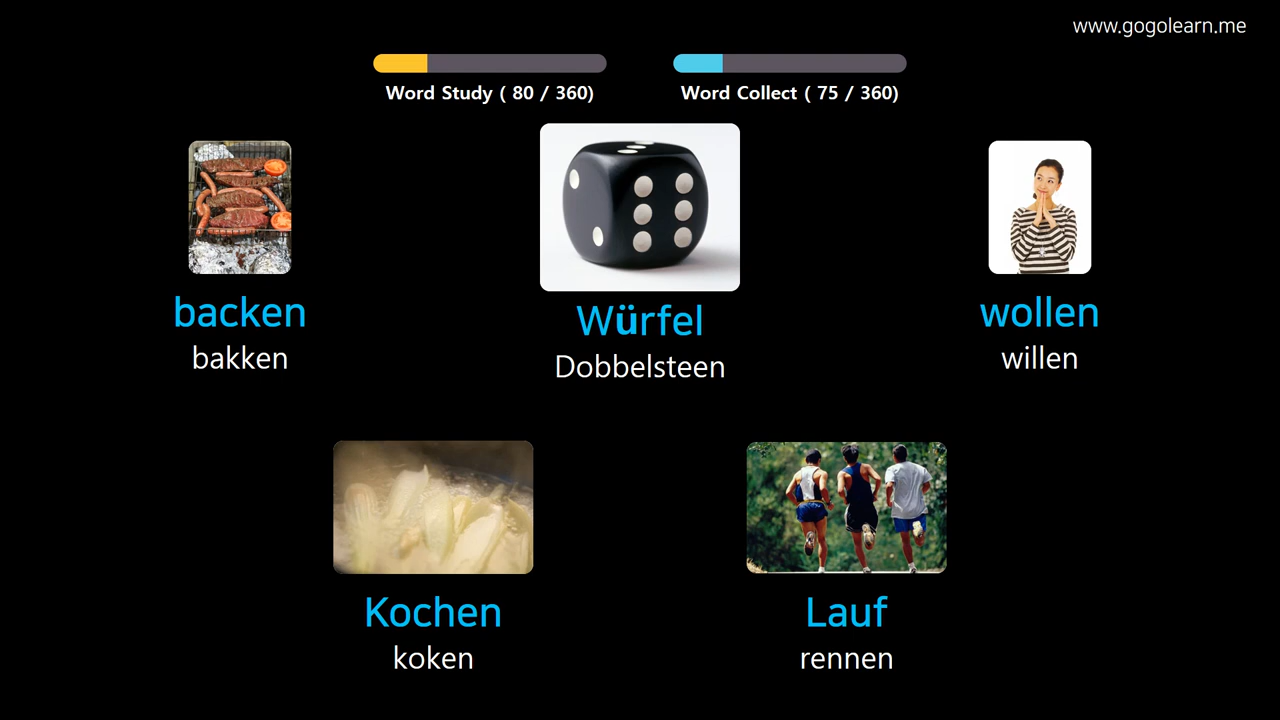 www.gogolearn.me
Word Study ( 80 / 360)
Word Collect ( 75 / 360)
backen
bakken
Würfel
Dobbelsteen
wollen
willen
Kochen
koken
Lauf
rennen